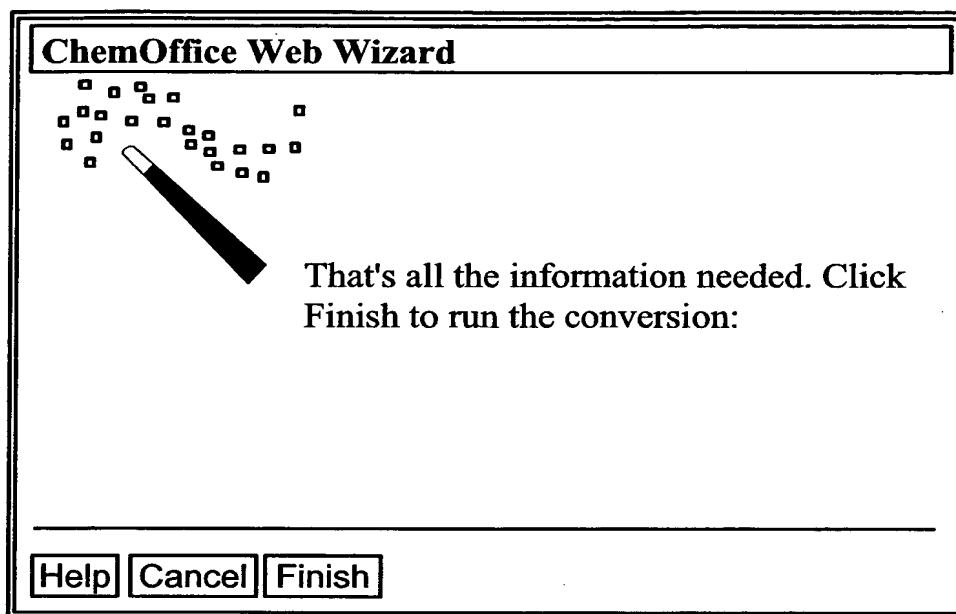 ChemOffice Web Wizard
That's all the information needed. Click
Finish to run the conversion:
Help Cancel Finish